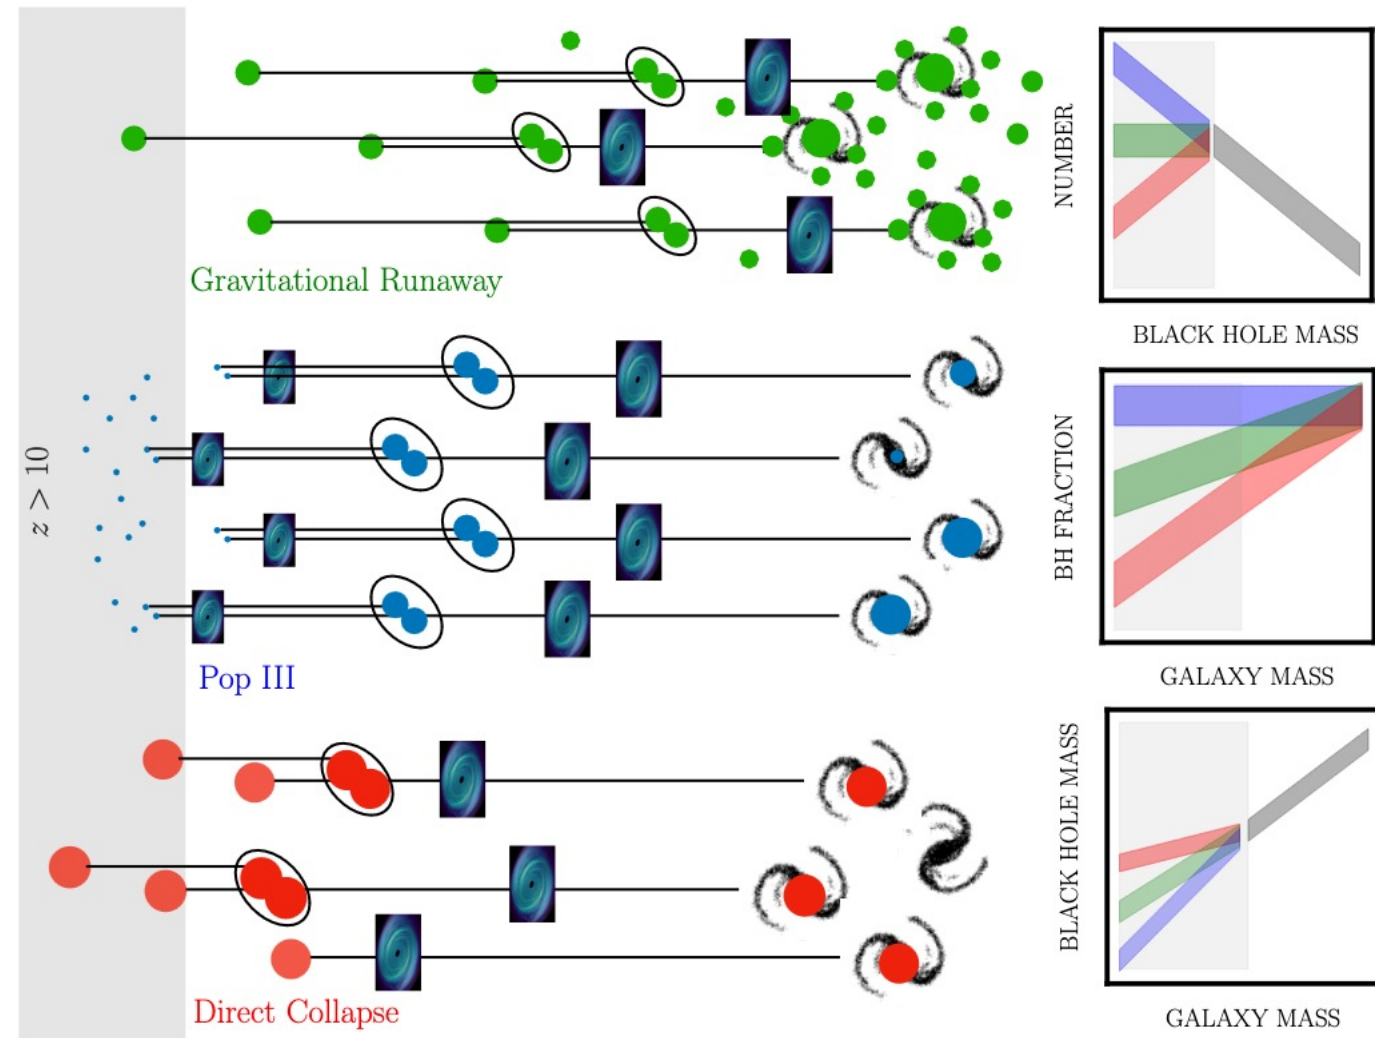 Gravitational Runaway
z > 10
Pop III
Direct Collapse
NUMBER
BLACK HOLE MASS
BH FRACTION
GALAXY MASS
BLACK HOLE MASS
GALAXY MASS